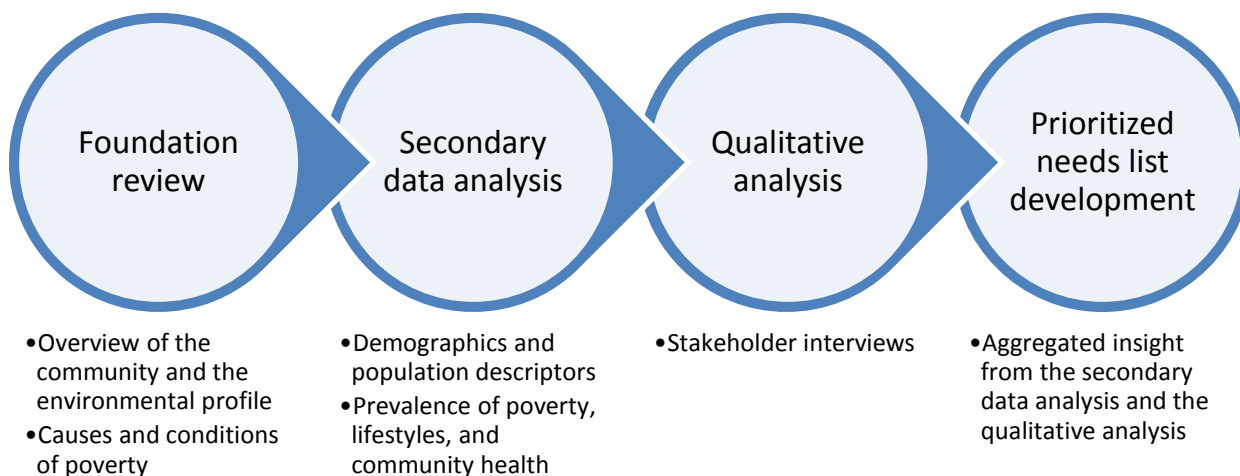 Foundation
review
Secondary
data analysis
Qualitative
analysis
Prioritized
needs list
development
•Overview of the
community and the
environmental profile
•Causes and conditions
of poverty
•Demographics and
population descriptors
•Prevalence of poverty,
lifestyles, and
community health
•Stakeholder interviews
•Aggregated insight
from the secondary
data analysis and the
qualitative analysis